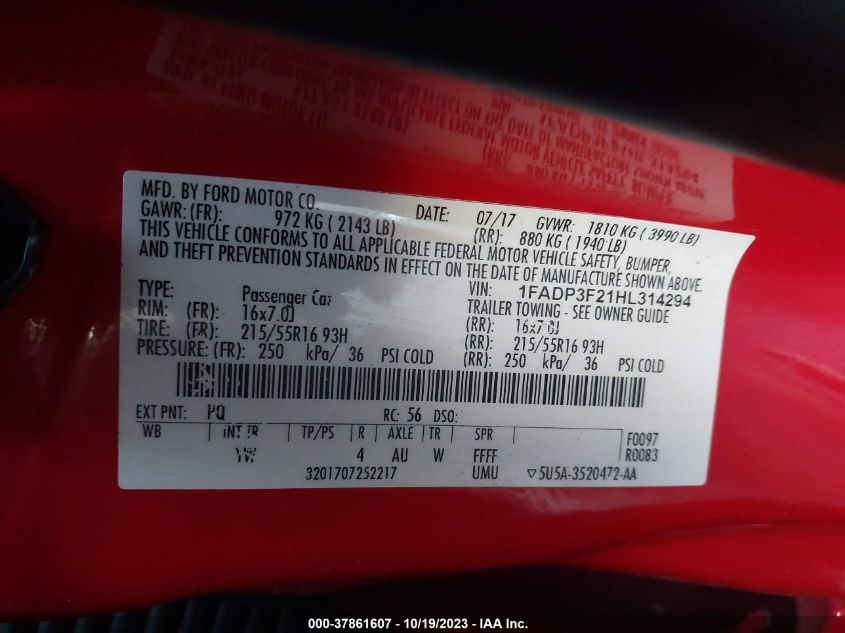 MFD. BY FORD MOTOR CO.
DATE: 07/17 GVWR: 1810 KG ( 3990 LB)
GAWR: (FR): 972 KG ( 2143 LB) (RR): 880 KG ( 1940 LB)
THIS VEHICLE CONFORMS TO ALL APPLICABLE FEDERAL MOTOR VEHICLE SAFETY, BUMPER,
AND THEFT PREVENTION STANDARDS IN EFFECT ON THE DATE OF MANUFACTURE SHOWN ABOVE.
VIN: 1FADP3F21HL314294
TYPE: Passenger Car TRAILER TOWING - SEE OWNER GUIDE
RIM: (FR): 16x7.0J (RR): 16x7.0J
TIRE: (FR): 215/55R16 93H (RR): 215/55R16 93H
PRESSURE: (FR): 250 kPa/ 36 PSI COLD (RR): 250 kPa/ 36 PSI COLD
EXT PNT: PQ RC: 56 DSO:
WB INT TR TP/PS R AXLE TR SPR F0097
YW 4 AU W FFFF R0083
3201707252217 UMU ▽5U5A-3520472-AA
000-37861607 - 10/19/2023 - IAA Inc.